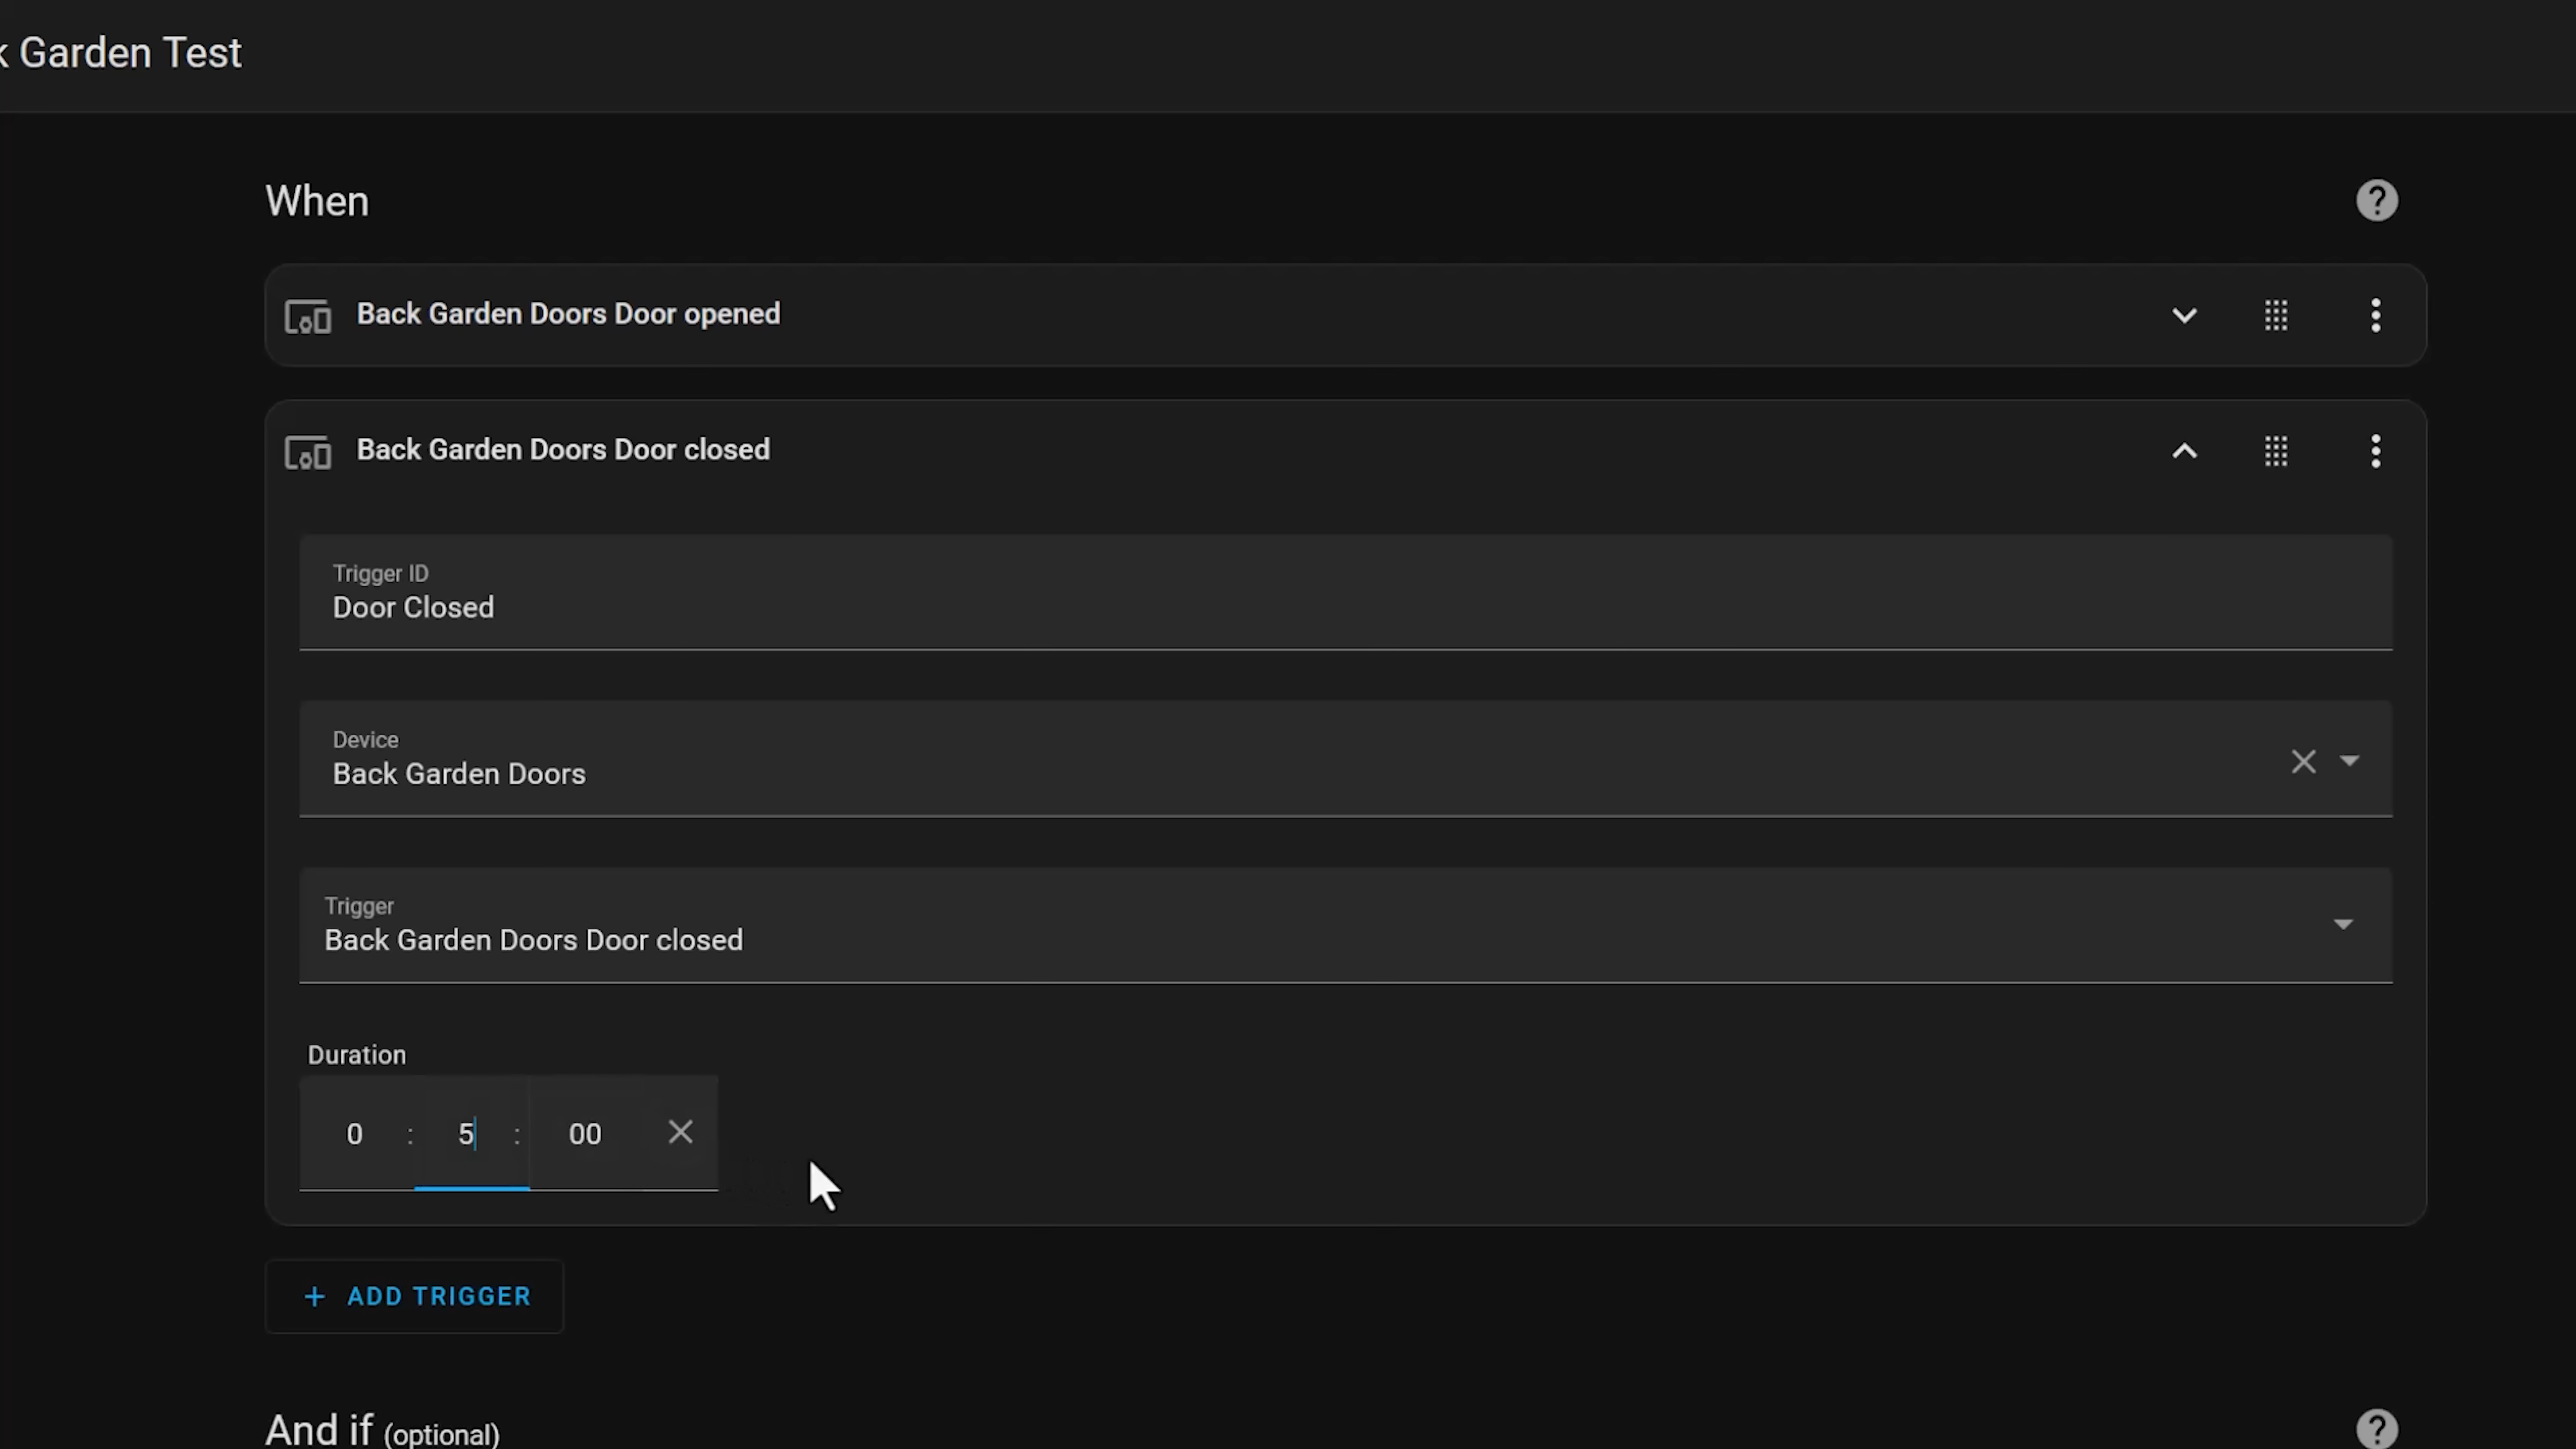 k Garden Test
When
Back Garden Doors Door opened
Back Garden Doors Door closed
Trigger ID
Door Closed
Device
Back Garden Doors
Trigger
Back Garden Doors Door closed
Duration
0 : 5 : 00
+ ADD TRIGGER
And if (optional)